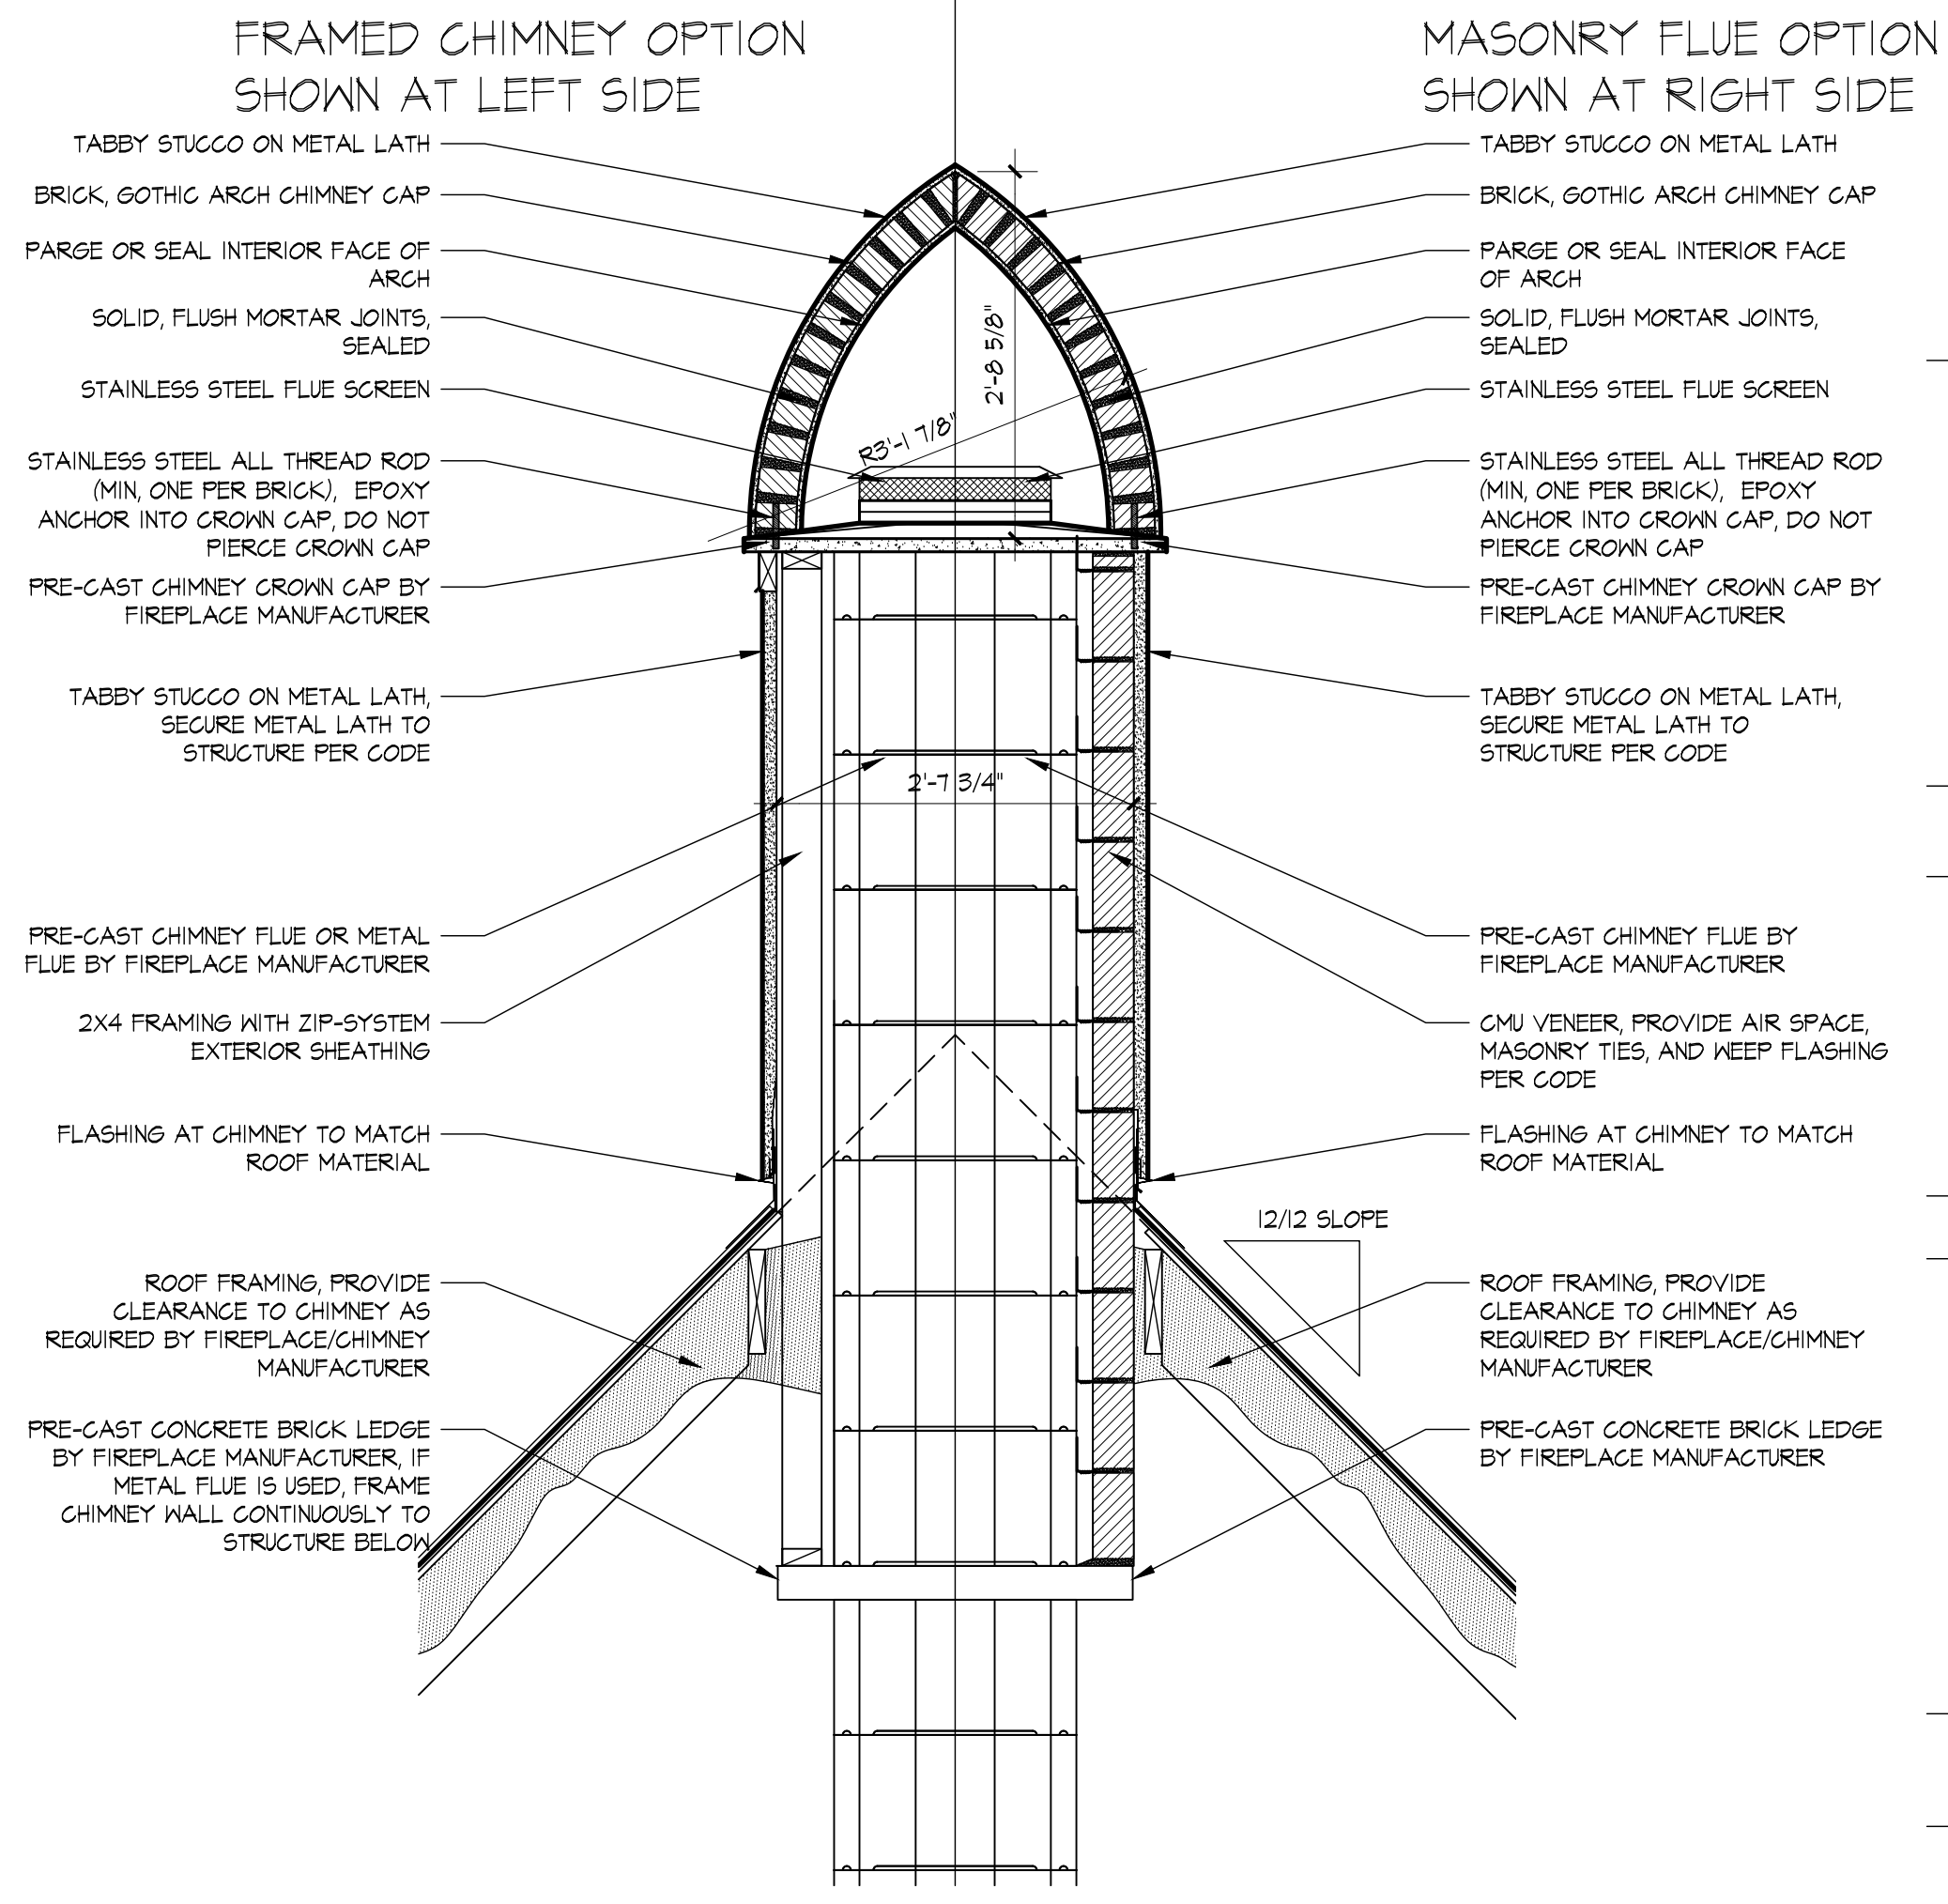 FRAMED CHIMNEY OPTION
SHOWN AT LEFT SIDE
TABBY STUCCO ON METAL LATH
BRICK, GOTHIC ARCH CHIMNEY CAP
PARGE OR SEAL INTERIOR FACE OF
ARCH
SOLID, FLUSH MORTAR JOINTS,
SEALED
STAINLESS STEEL FLUE SCREEN
STAINLESS STEEL ALL THREAD ROD
(MIN, ONE PER BRICK), EPOXY
ANCHOR INTO CROWN CAP, DO NOT
PIERCE CROWN CAP
PRE-CAST CHIMNEY CROWN CAP BY
FIREPLACE MANUFACTURER
TABBY STUCCO ON METAL LATH,
SECURE METAL LATH TO
STRUCTURE PER CODE
PRE-CAST CHIMNEY FLUE OR METAL
FLUE BY FIREPLACE MANUFACTURER
2X4 FRAMING WITH ZIP-SYSTEM
EXTERIOR SHEATHING
FLASHING AT CHIMNEY TO MATCH
ROOF MATERIAL
ROOF FRAMING, PROVIDE
CLEARANCE TO CHIMNEY AS
REQUIRED BY FIREPLACE/CHIMNEY
MANUFACTURER
PRE-CAST CONCRETE BRICK LEDGE
BY FIREPLACE MANUFACTURER, IF
METAL FLUE IS USED, FRAME
CHIMNEY WALL CONTINUOUSLY TO
STRUCTURE BELOW
2'-8 5/8"
R3'-1 7/8"
2'-7 3/4"
12/12 SLOPE
MASONRY FLUE OPTION
SHOWN AT RIGHT SIDE
TABBY STUCCO ON METAL LATH
BRICK, GOTHIC ARCH CHIMNEY CAP
PARGE OR SEAL INTERIOR FACE
OF ARCH
SOLID, FLUSH MORTAR JOINTS,
SEALED
STAINLESS STEEL FLUE SCREEN
STAINLESS STEEL ALL THREAD ROD
(MIN, ONE PER BRICK), EPOXY
ANCHOR INTO CROWN CAP, DO NOT
PIERCE CROWN CAP
PRE-CAST CHIMNEY CROWN CAP BY
FIREPLACE MANUFACTURER
TABBY STUCCO ON METAL LATH,
SECURE METAL LATH TO
STRUCTURE PER CODE
PRE-CAST CHIMNEY FLUE BY
FIREPLACE MANUFACTURER
CMU VENEER, PROVIDE AIR SPACE,
MASONRY TIES, AND WEEP FLASHING
PER CODE
FLASHING AT CHIMNEY TO MATCH
ROOF MATERIAL
ROOF FRAMING, PROVIDE
CLEARANCE TO CHIMNEY AS
REQUIRED BY FIREPLACE/CHIMNEY
MANUFACTURER
PRE-CAST CONCRETE BRICK LEDGE
BY FIREPLACE MANUFACTURER